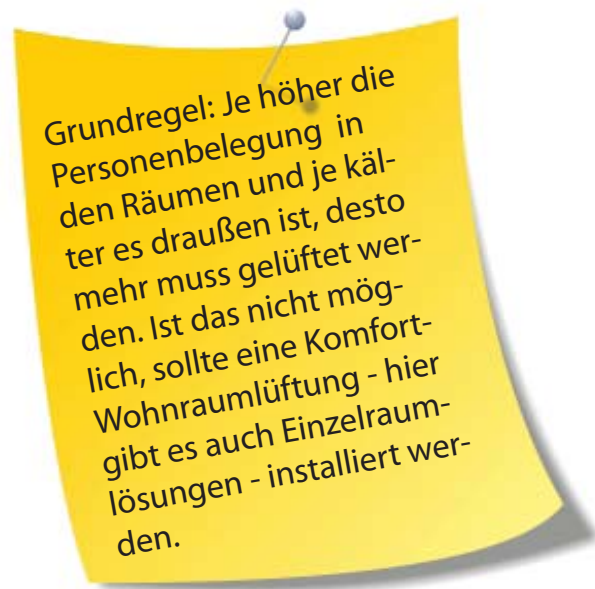 Grundregel: Je höher die
Personenbelegung in
den Räumen und je käl-
ter es draußen ist, desto
mehr muss gelüftet wer-
den. Ist das nicht mög-
lich, sollte eine Komfort-
Wohnraumlüftung - hier
gibt es auch Einzelraum-
lösungen - installiert wer-
den.